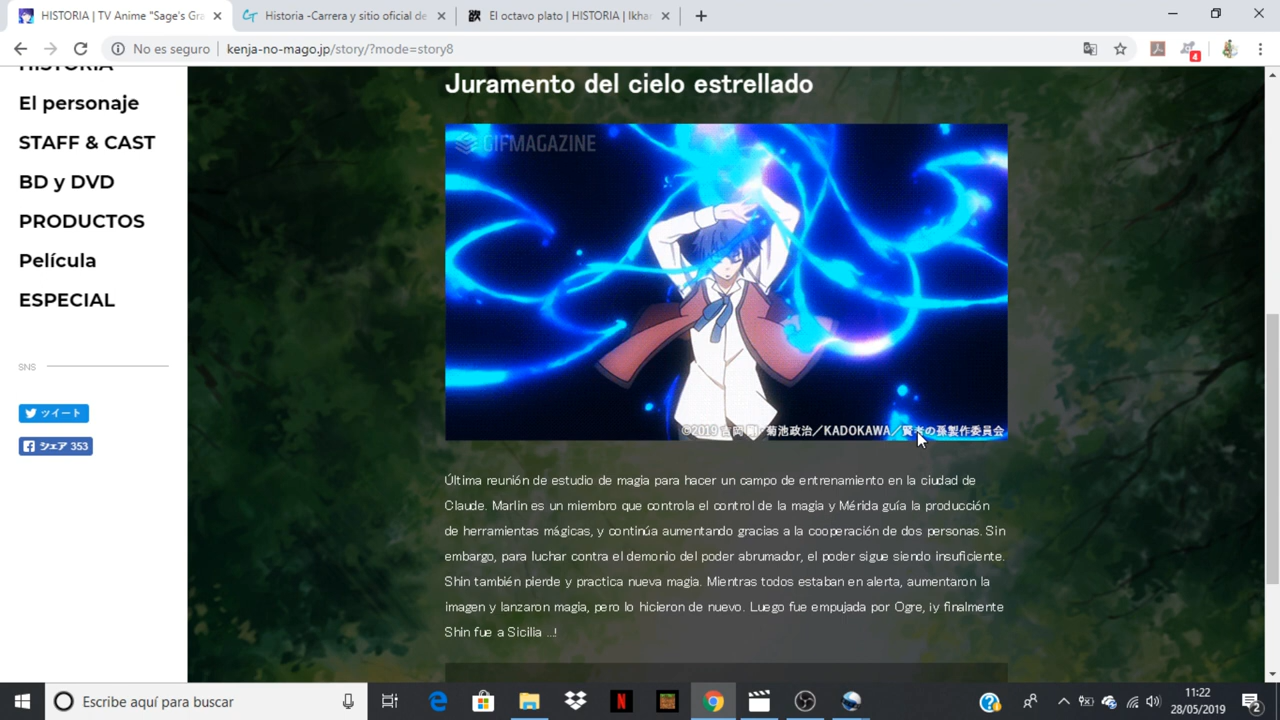 HISTORIA | TV Anime "Sage's Gra
Historia -Carrera y sitio oficial de
El octavo plato | HISTORIA | Ikhar
No es seguro
kenja-no-mago.jp/story/?mode=story8
4
HISTORIA
El personaje
STAFF & CAST
BD y DVD
PRODUCTOS
Película
ESPECIAL
SNS
ツイート
シェア 353
Juramento del cielo estrellado
GIFMAGAZINE
©2019 吉岡 剛・菊池政治／KADOKAWA／賢者の孫製作委員会
Última reunión de estudio de magia para hacer un campo de entrenamiento en la ciudad de
Claude. Marlin es un miembro que controla el control de la magia y Mérida guía la producción
de herramientas mágicas, y continúa aumentando gracias a la cooperación de dos personas. Sin
embargo, para luchar contra el demonio del poder abrumador, el poder sigue siendo insuficiente.
Shin también pierde y practica nueva magia. Mientras todos estaban en alerta, aumentaron la
imagen y lanzaron magia, pero lo hicieron de nuevo. Luego fue empujada por Ogre, ¡y finalmente
Shin fue a Sicilia ...!
Escribe aquí para buscar
11:22
28/05/2019
2